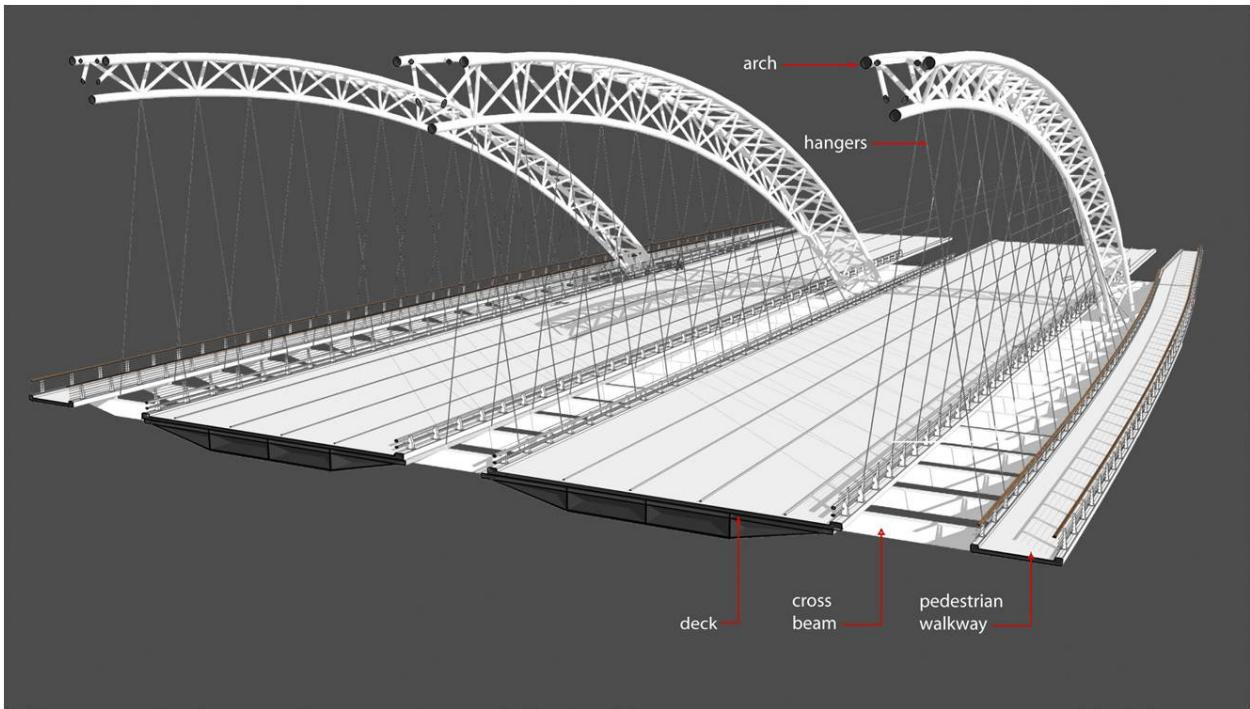 arch
hangers
deck
cross
beam
pedestrian
walkway